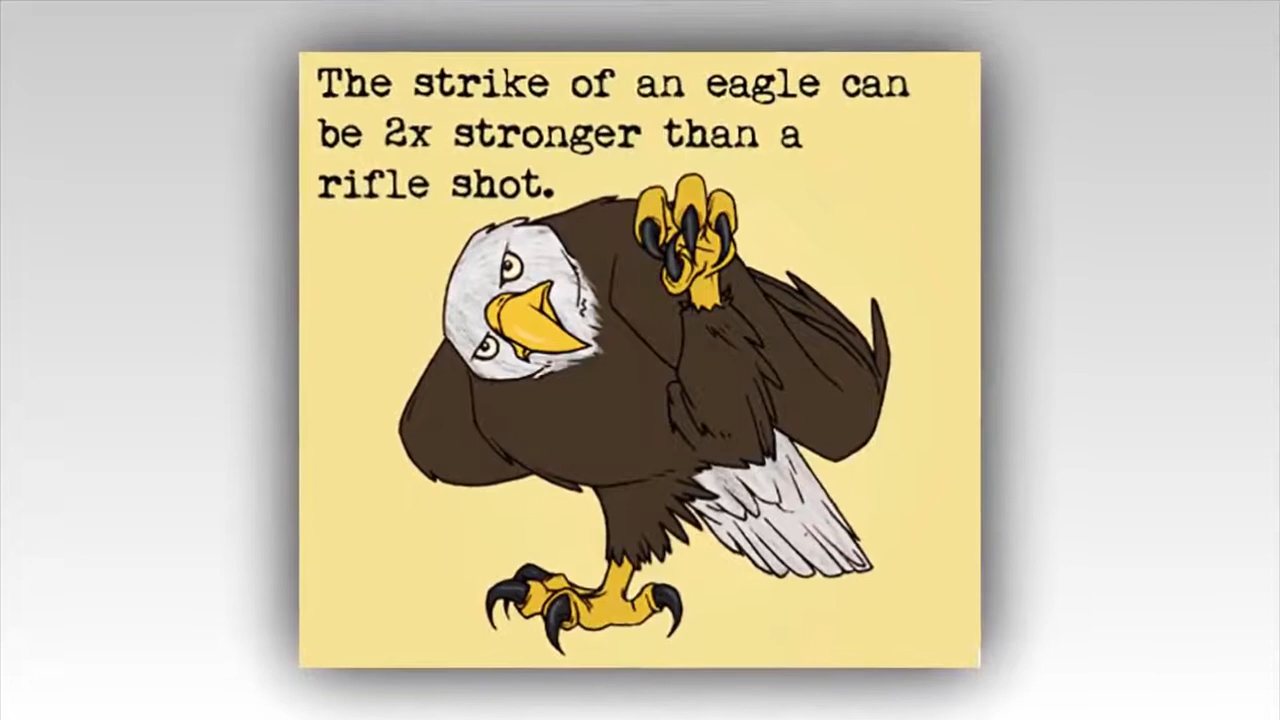 The strike of an eagle can
be 2x stronger than a
rifle shot.